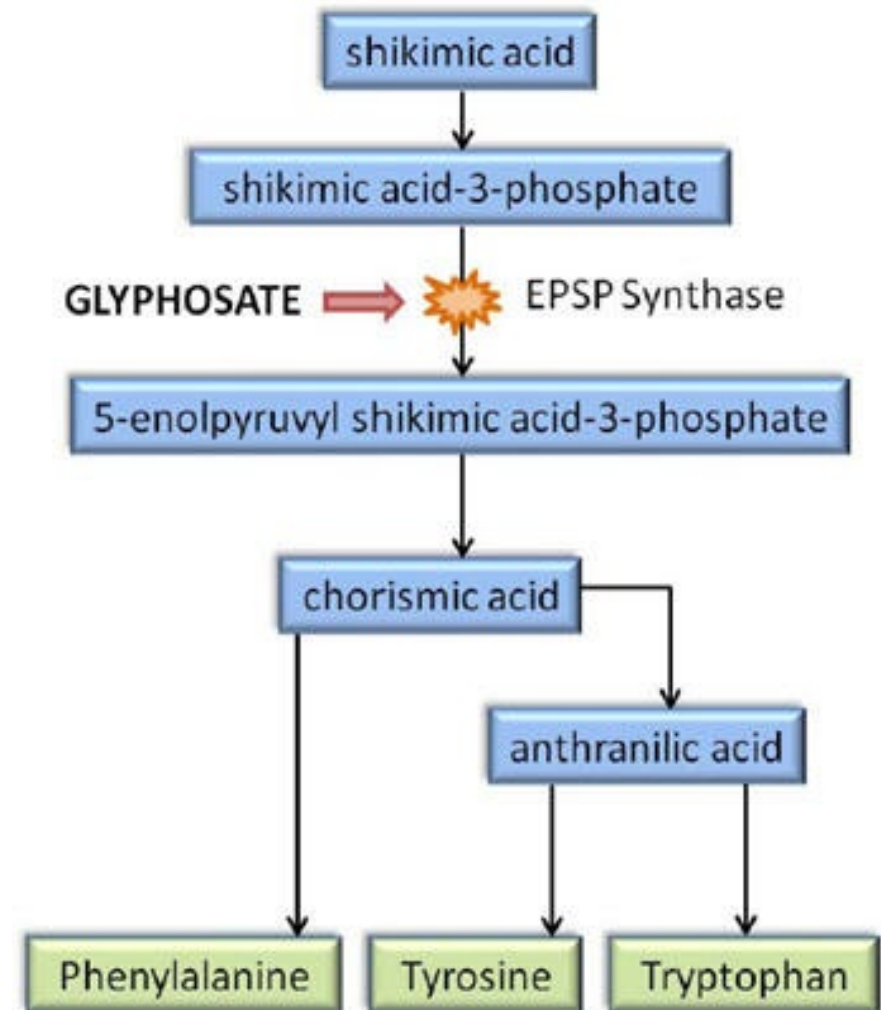 shikimic acid
shikimic acid-3-phosphate
GLYPHOSATE
EPSP Synthase
5-enolpyruvyl shikimic acid-3-phosphate
chorismic acid
anthranilic acid
Phenylalanine
Tyrosine
Tryptophan